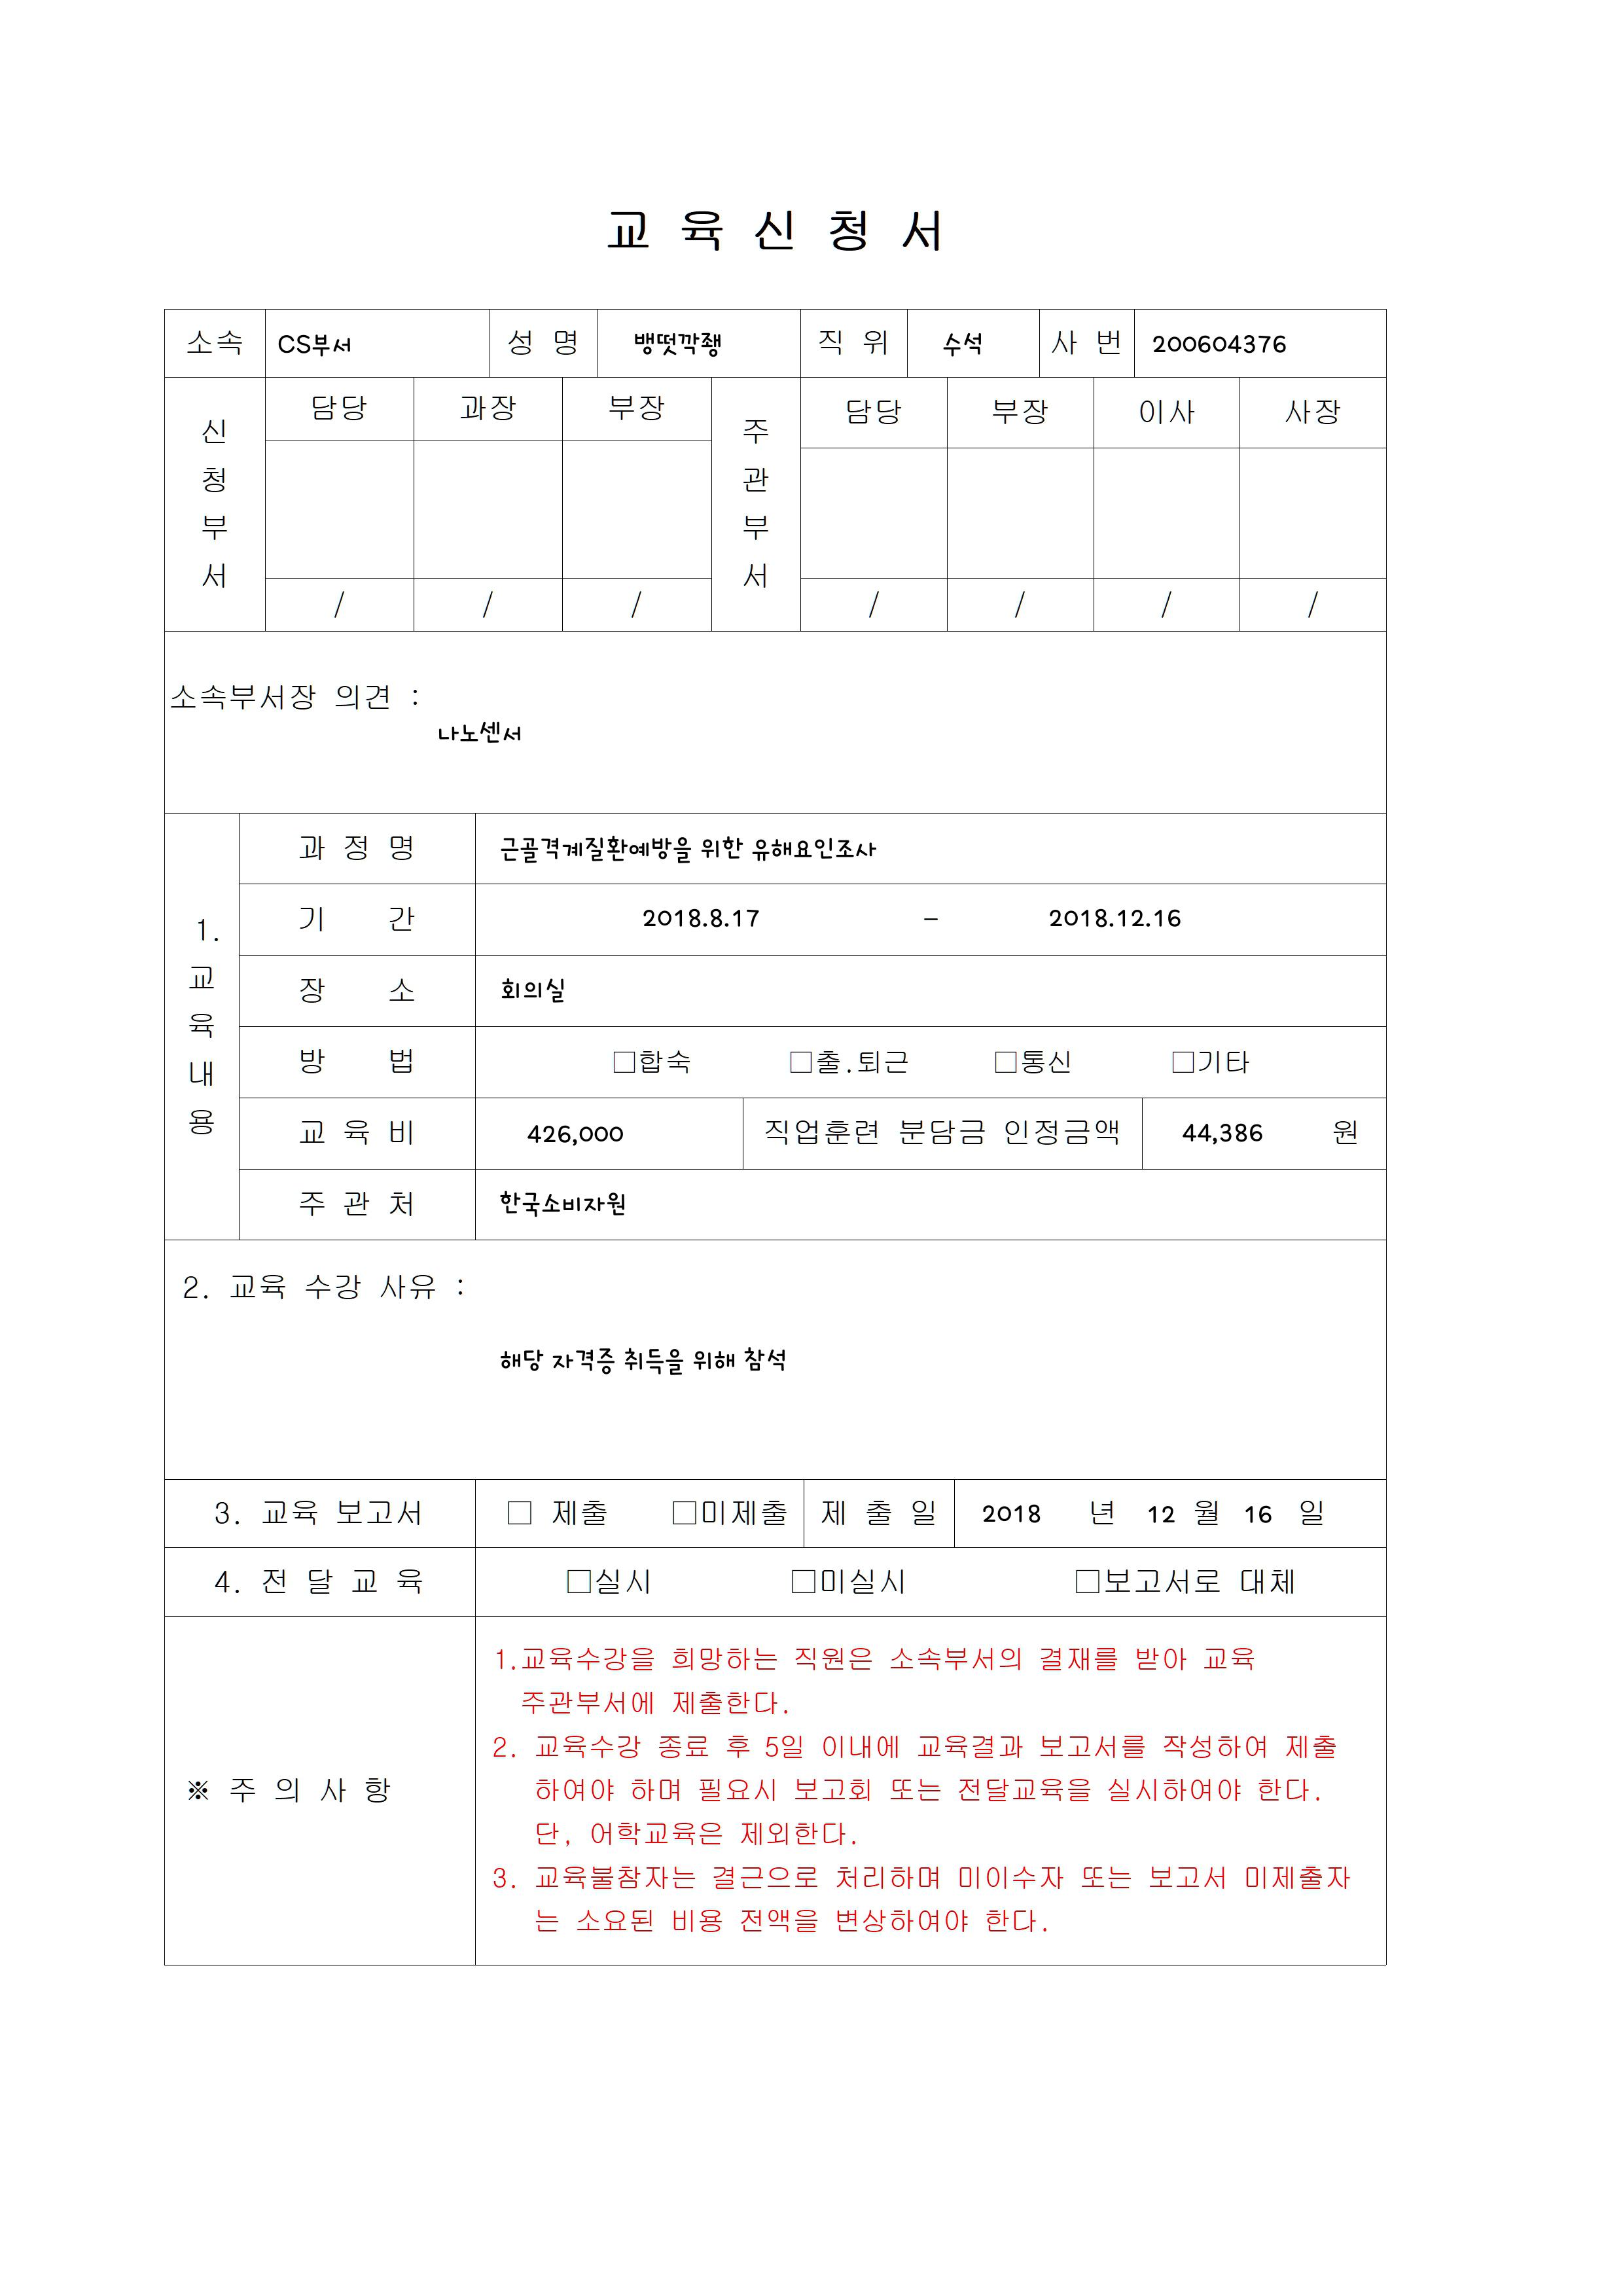 교 육 신 청 서
소속 CS부서 성 명 뱅떳깍좽 직 위 수석 사 번 200604376
신청부서 담당 과장 부장 주관부서 담당 부장 이사 사장
/ / / / / / /
소속부서장 의견 :
나노센서
1. 교육내용
과 정 명 근골격계질환예방을 위한 유해요인조사
기 간 2018.8.17 - 2018.12.16
장 소 회의실
방 법 □합숙 □출.퇴근 □통신 □기타
교 육 비 426,000 직업훈련 분담금 인정금액 44,386 원
주 관 처 한국소비자원
2. 교육 수강 사유 :
해당 자격증 취득을 위해 참석
3. 교육 보고서 □ 제출 □미제출 제 출 일 2018 년 12 월 16 일
4. 전 달 교 육 □실시 □미실시 □보고서로 대체
※ 주 의 사 항
1.교육수강을 희망하는 직원은 소속부서의 결재를 받아 교육
주관부서에 제출한다.
2. 교육수강 종료 후 5일 이내에 교육결과 보고서를 작성하여 제출
하여야 하며 필요시 보고회 또는 전달교육을 실시하여야 한다.
단, 어학교육은 제외한다.
3. 교육불참자는 결근으로 처리하며 미이수자 또는 보고서 미제출자
는 소요된 비용 전액을 변상하여야 한다.